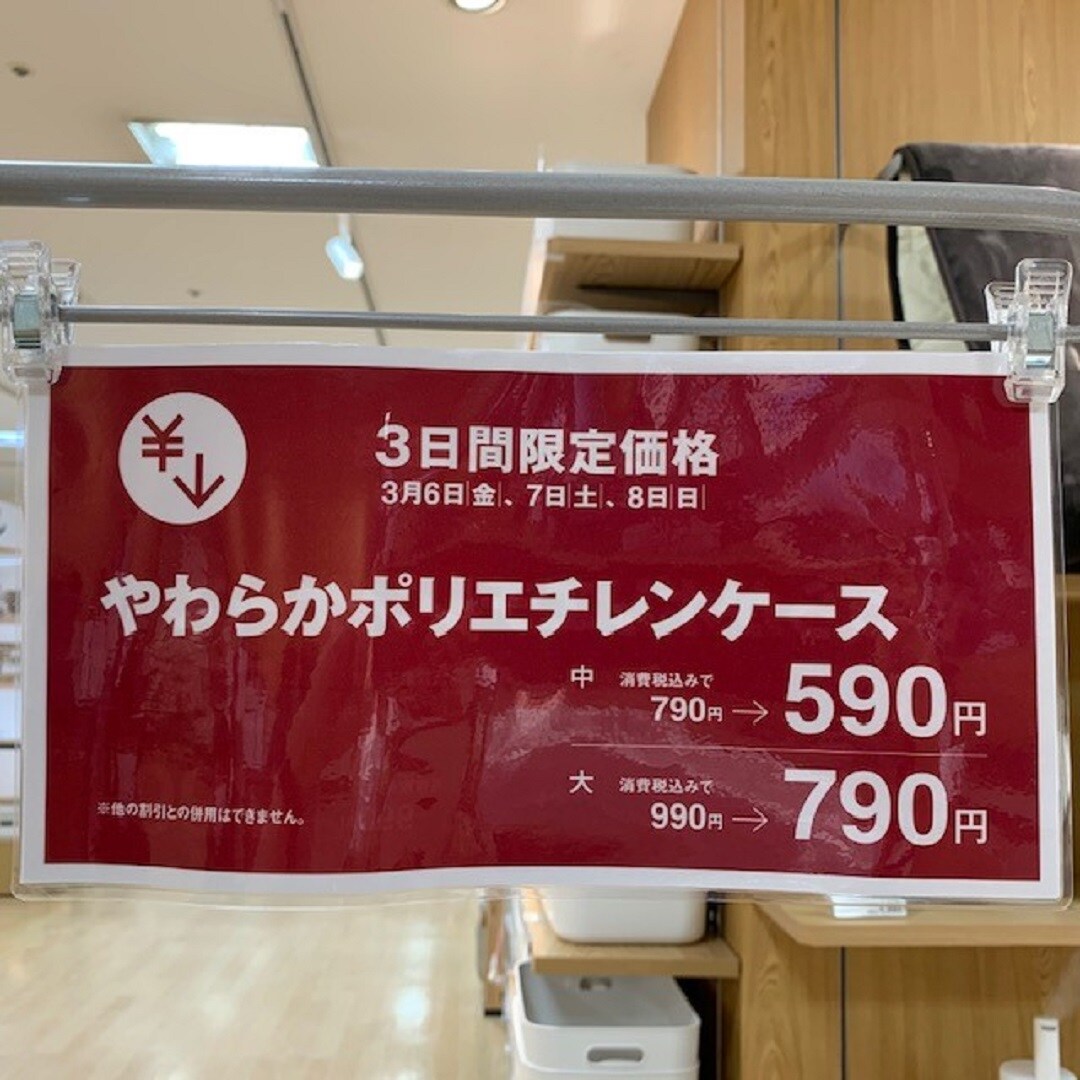 ¥↓
3日間限定価格
3月6日|金|、7日|土|、8日|日|
やわらかポリエチレンケース
中 消費税込みで
790円→590円
大 消費税込みで
990円→790円
※他の割引との併用はできません。